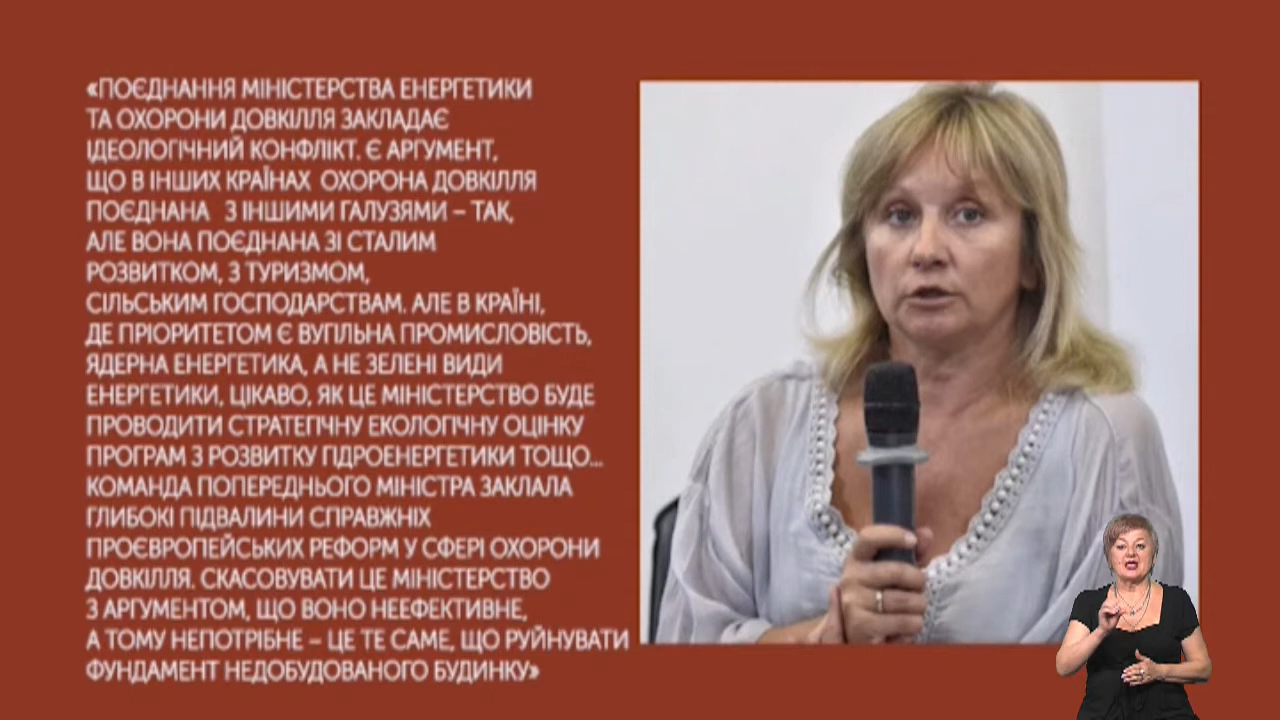 «ПОЄДНАННЯ МІНІСТЕРСТВА ЕНЕРГЕТИКИ
ТА ОХОРОНИ ДОВКІЛЛЯ ЗАКЛАДАЄ
ІДЕОЛОГІЧНИЙ КОНФЛІКТ. Є АРГУМЕНТ,
ЩО В ІНШИХ КРАЇНАХ ОХОРОНА ДОВКІЛЛЯ
ПОЄДНАНА З ІНШИМИ ГАЛУЗЯМИ – ТАК,
АЛЕ ВОНА ПОЄДНАНА ЗІ СТАЛИМ
РОЗВИТКОМ, З ТУРИЗМОМ,
СІЛЬСЬКИМ ГОСПОДАРСТВАМ. АЛЕ В КРАЇНІ,
ДЕ ПРІОРИТЕТОМ Є ВУГІЛЬНА ПРОМИСЛОВІСТЬ,
ЯДЕРНА ЕНЕРГЕТИКА, А НЕ ЗЕЛЕНІ ВИДИ
ЕНЕРГЕТИКИ, ЦІКАВО, ЯК ЦЕ МІНІСТЕРСТВО БУДЕ
ПРОВОДИТИ СТРАТЕГІЧНУ ЕКОЛОГІЧНУ ОЦІНКУ
ПРОГРАМ З РОЗВИТКУ ГІДРОЕНЕРГЕТИКИ ТОЩО...
КОМАНДА ПОПЕРЕДНЬОГО МІНІСТРА ЗАКЛАЛА
ГЛИБОКІ ПІДВАЛИНИ СПРАВЖНІХ
ПРОЄВРОПЕЙСЬКИХ РЕФОРМ У СФЕРІ ОХОРОНИ
ДОВКІЛЛЯ. СКАСОВУВАТИ ЦЕ МІНІСТЕРСТВО
З АРГУМЕНТОМ, ЩО ВОНО НЕЕФЕКТИВНЕ,
А ТОМУ НЕПОТРІБНЕ – ЦЕ ТЕ САМЕ, ЩО РУЙНУВАТИ
ФУНДАМЕНТ НЕДОБУДОВАНОГО БУДИНКУ»